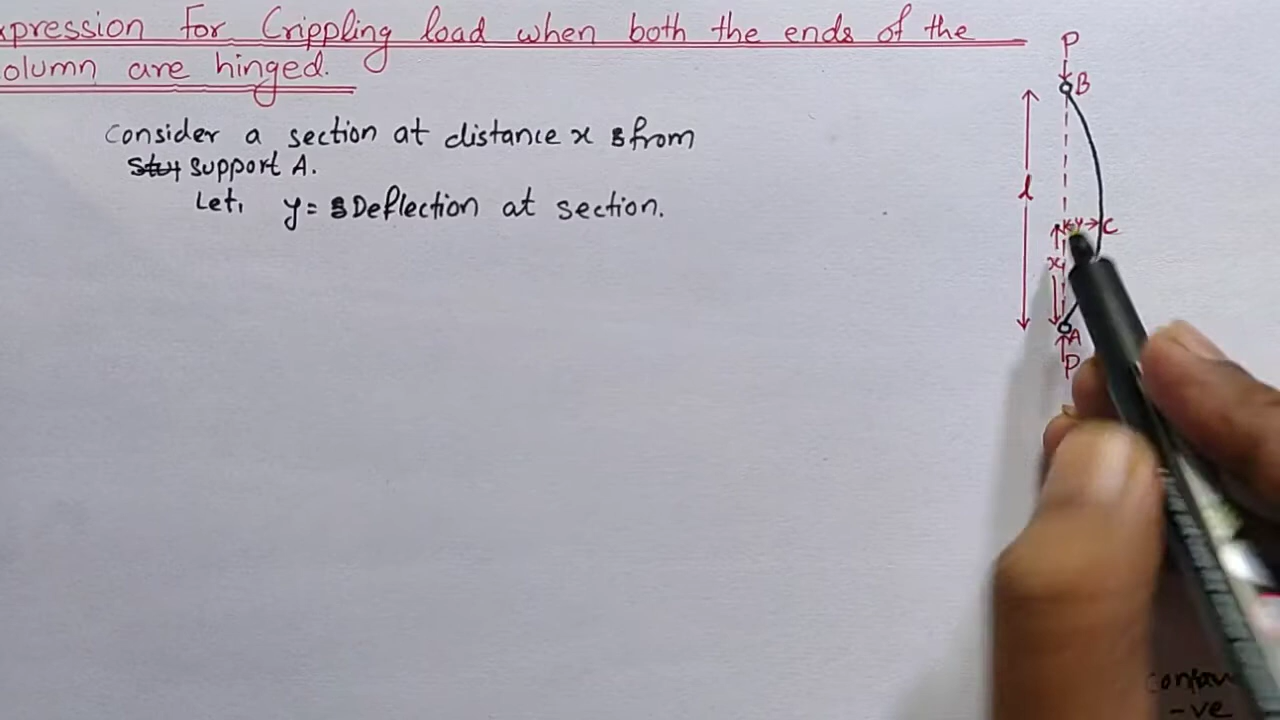 xpression for Crippling load when both the ends of the
olumn are hinged.
Consider a section at distance x from
support A.
Let, y = Deflection at section.
P
B
l
y C
x
A
P
-ve